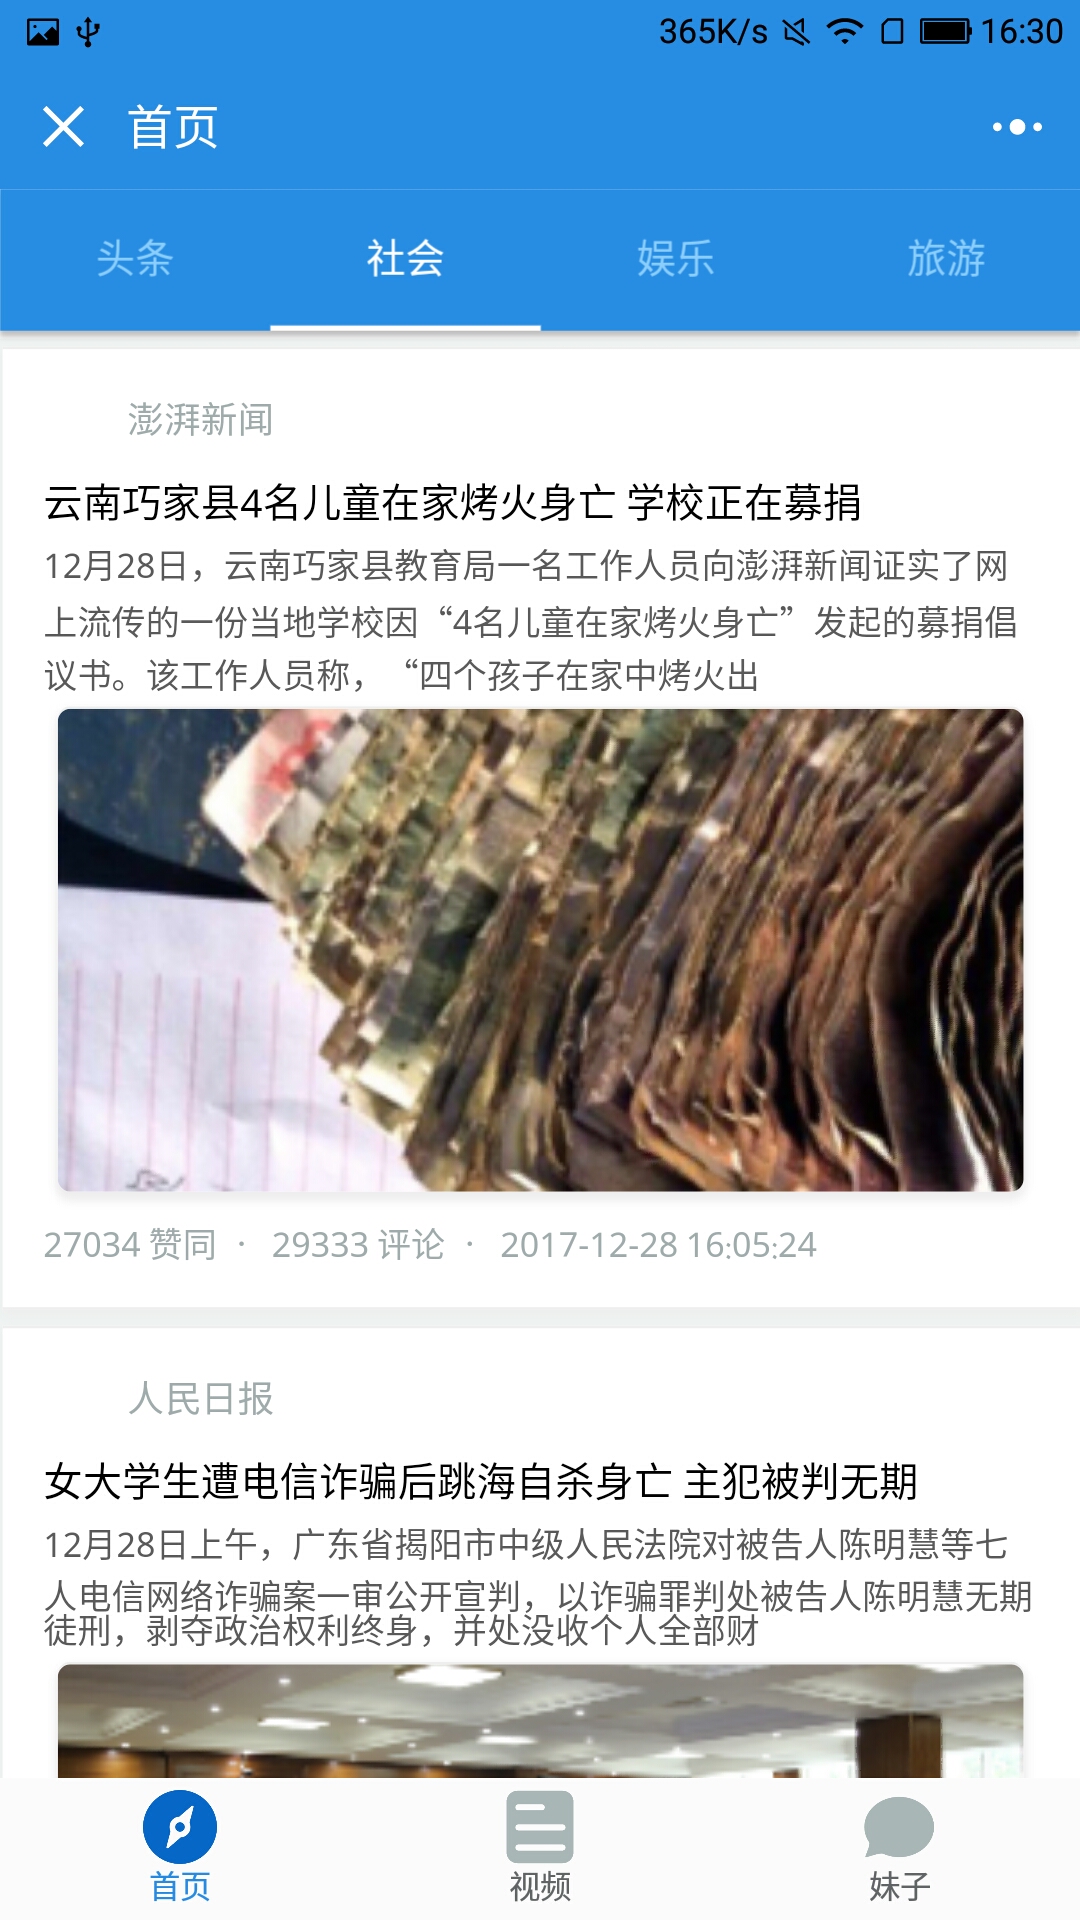 365K/s 16:30
首页
头条 社会 娱乐 旅游
澎湃新闻
云南巧家县4名儿童在家烤火身亡 学校正在募捐
12月28日，云南巧家县教育局一名工作人员向澎湃新闻证实了网
上流传的一份当地学校因“4名儿童在家烤火身亡”发起的募捐倡
议书。该工作人员称，“四个孩子在家中烤火出
27034 赞同 · 29333 评论 · 2017-12-28 16:05:24
人民日报
女大学生遭电信诈骗后跳海自杀身亡 主犯被判无期
12月28日上午，广东省揭阳市中级人民法院对被告人陈明慧等七
人电信网络诈骗案一审公开宣判，以诈骗罪判处被告人陈明慧无期
徒刑，剥夺政治权利终身，并处没收个人全部财
首页 视频 妹子